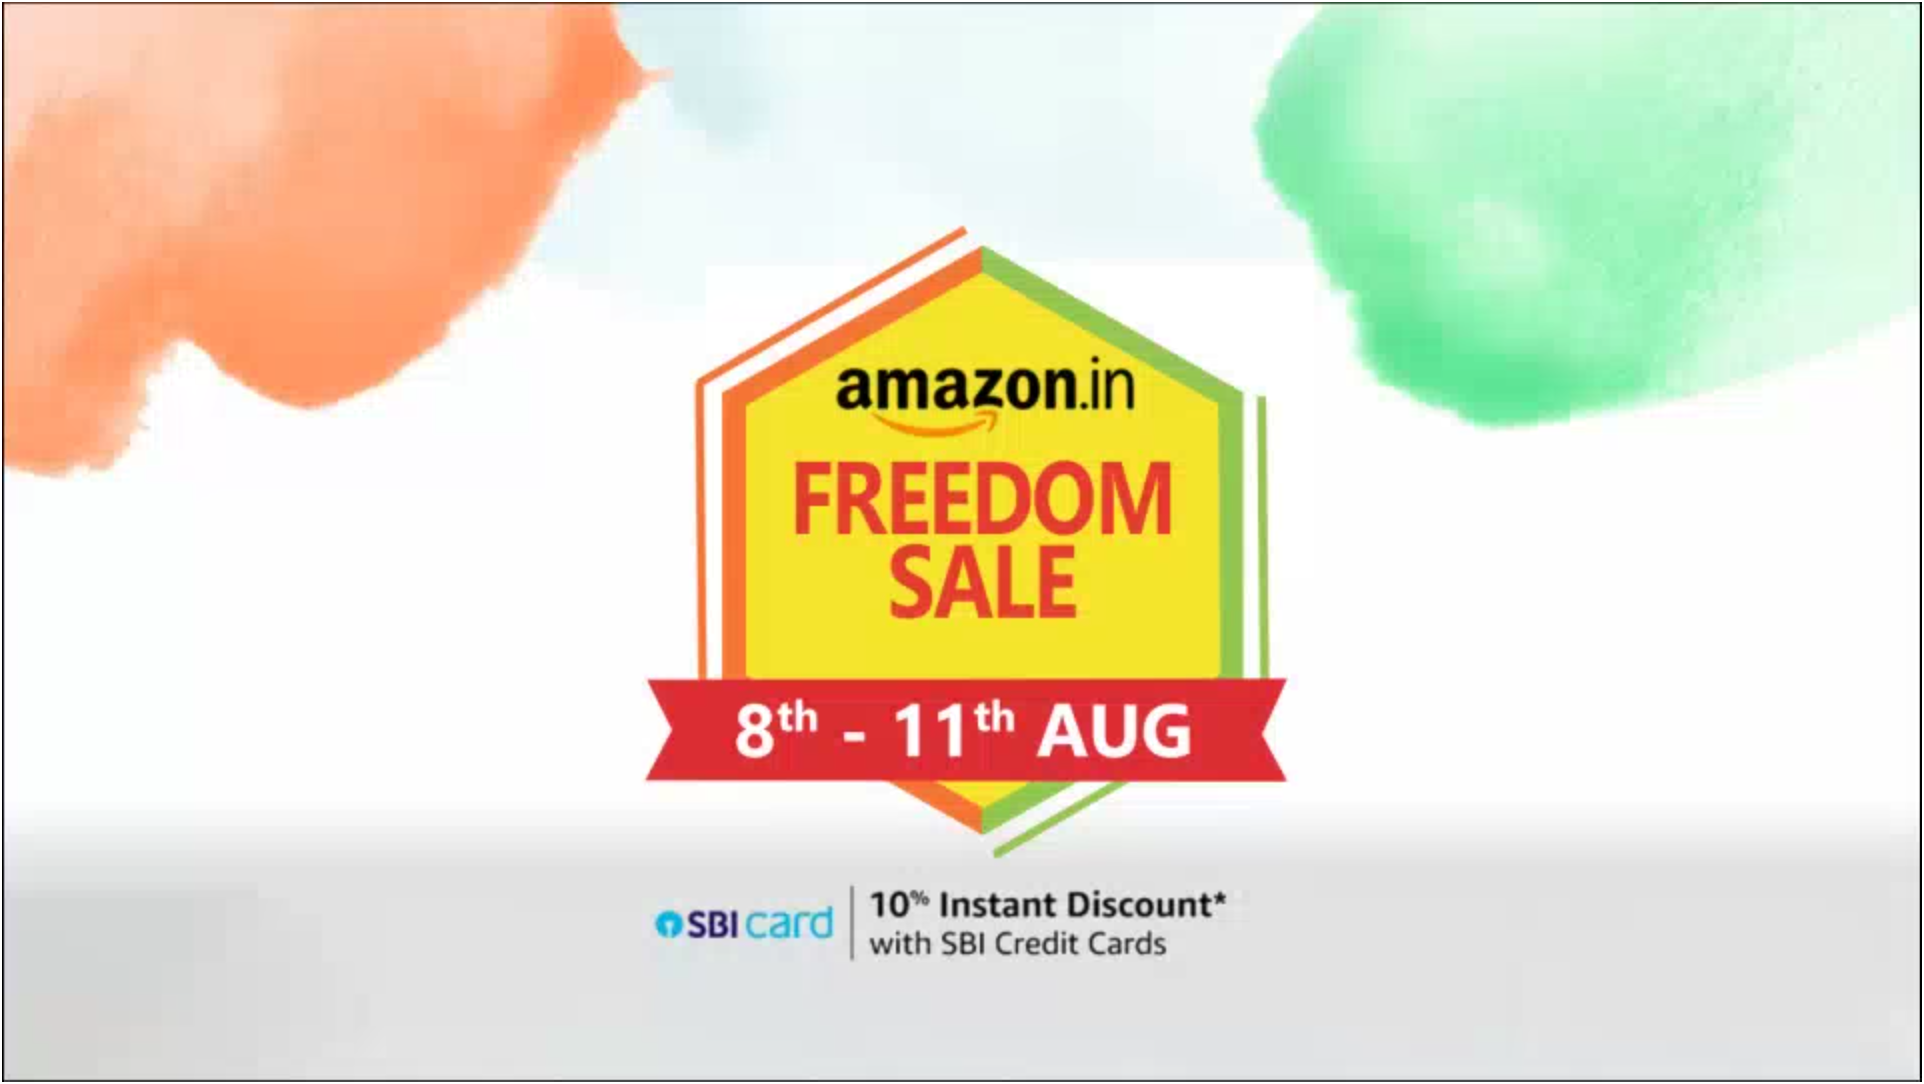 amazon.in
FREEDOM
SALE
8th - 11th AUG
SBI card
10% Instant Discount*
with SBI Credit Cards